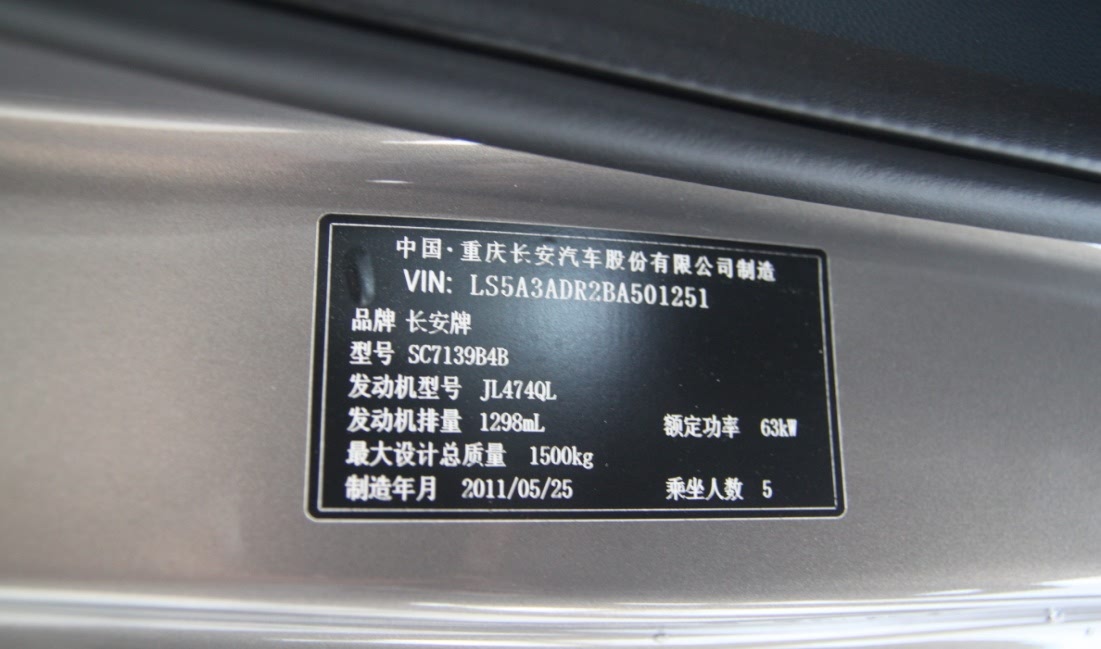 中国·重庆长安汽车股份有限公司制造
VIN: LS5A3ADR2BA501251
品牌 长安牌
型号 SC7139B4B
发动机型号 JL474QL
发动机排量 1298mL 额定功率 63kW
最大设计总质量 1500kg
制造年月 2011/05/25 乘坐人数 5